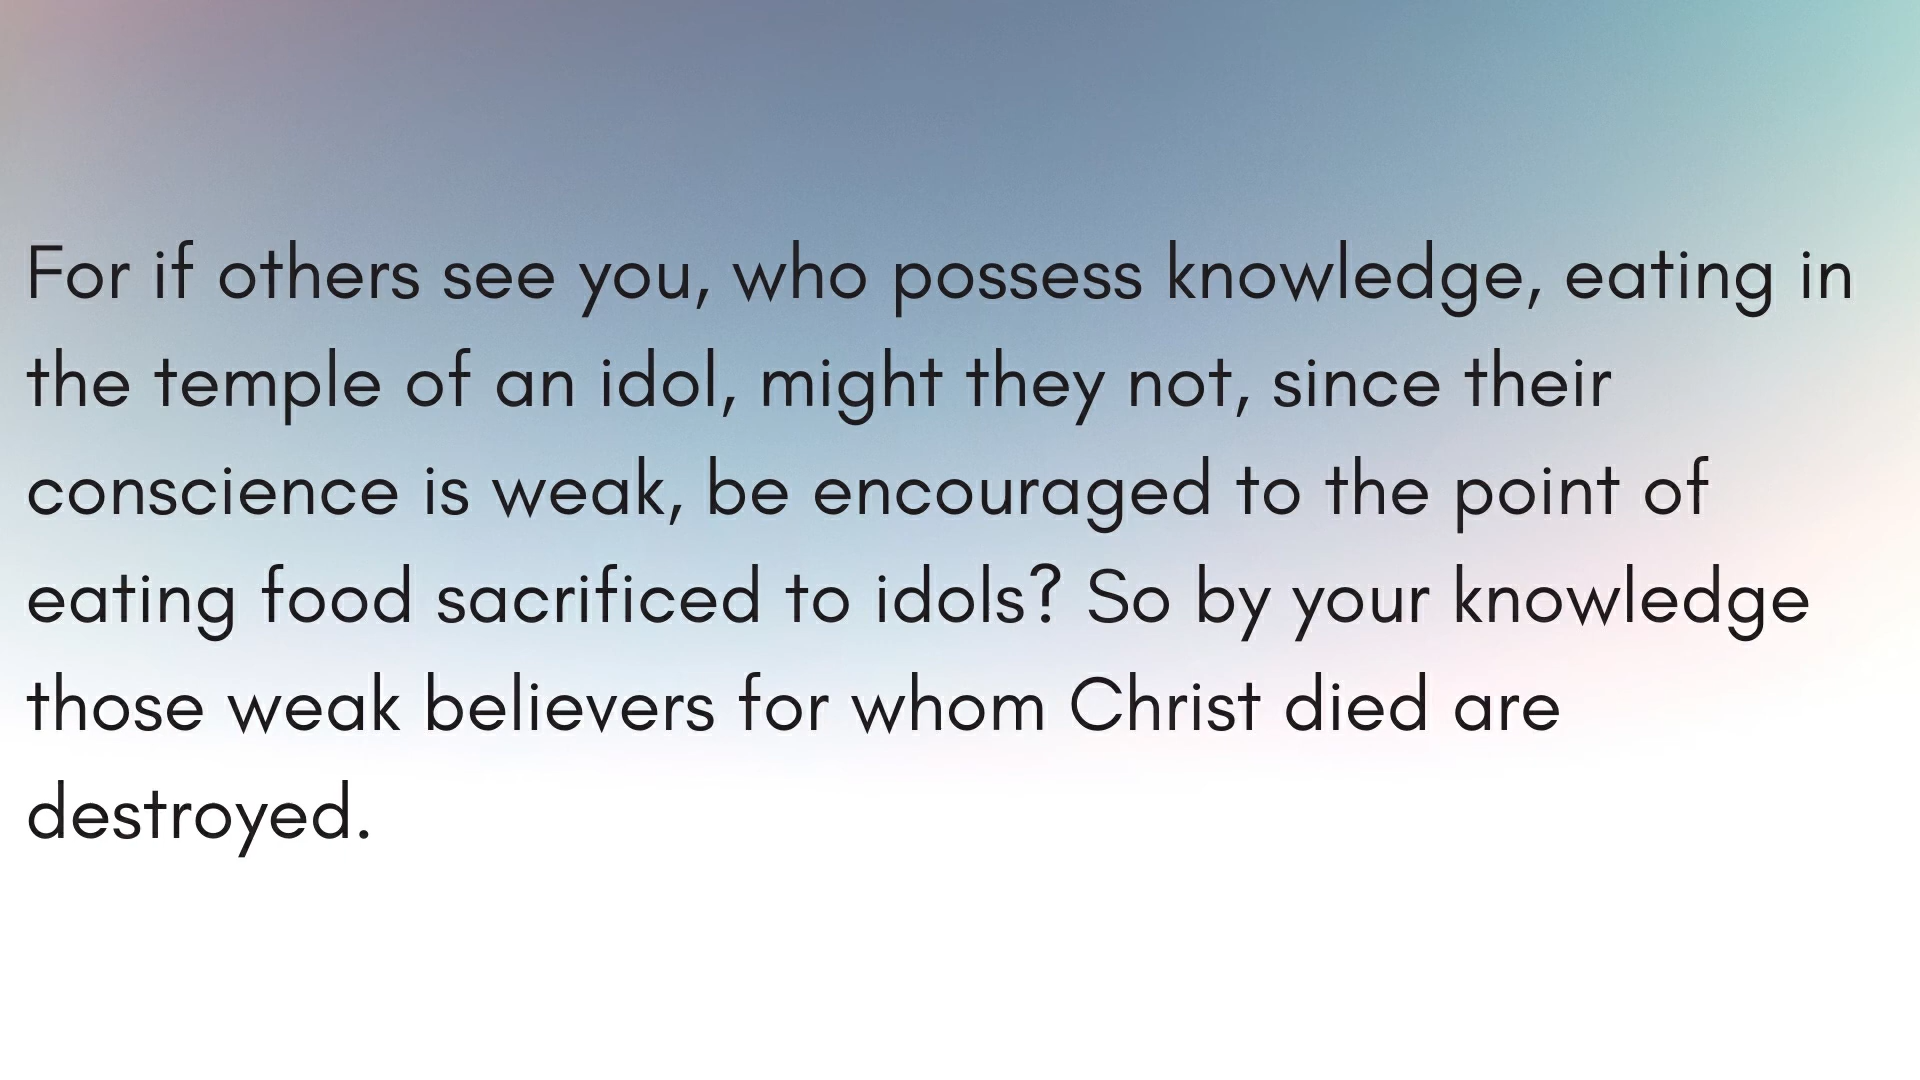 For if others see you, who possess knowledge, eating in
the temple of an idol, might they not, since their
conscience is weak, be encouraged to the point of
eating food sacrificed to idols? So by your knowledge
those weak believers for whom Christ died are
destroyed.